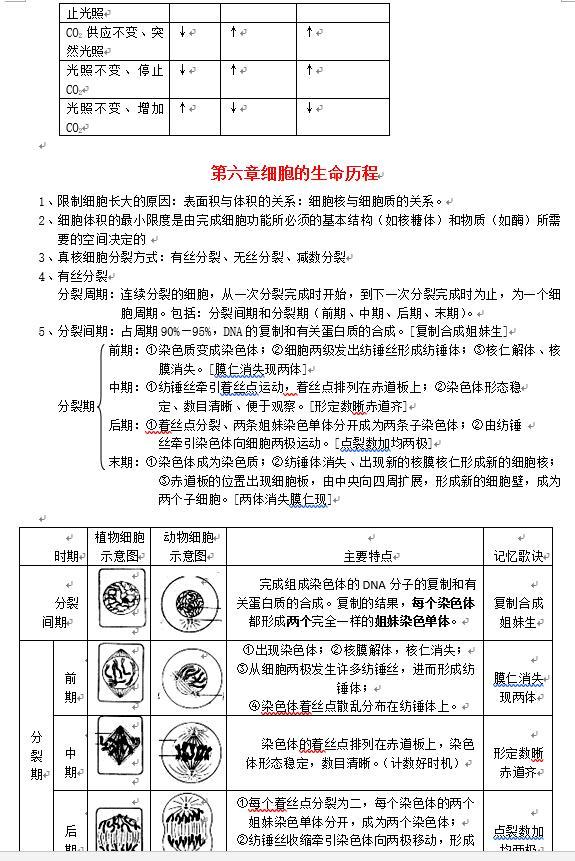 止光照
CO₂供应不变、突 ↓ ↑ ↑
然光照
光照不变、停止 ↓ ↑ ↑
CO₂
光照不变、增加 ↑ ↓ ↓
CO₂
第六章细胞的生命历程
1、限制细胞长大的原因：表面积与体积的关系：细胞核与细胞质的关系。
2、细胞体积的最小限度是由完成细胞功能所必须的基本结构（如核糖体）和物质（如酶）所需
要的空间决定的
3、真核细胞分裂方式：有丝分裂、无丝分裂、减数分裂
4、有丝分裂
分裂周期：连续分裂的细胞，从一次分裂完成时开始，到下一次分裂完成时为止，为一个细
胞周期。包括：分裂间期和分裂期（前期、中期、后期、末期）。
5、分裂间期：占周期90%－95%，DNA的复制和有关蛋白质的合成。[复制合成姐妹生]
前期：①染色质变成染色体；②细胞两级发出纺锤丝形成纺锤体；③核仁解体、核
膜消失。[膜仁消失现两体]
中期：①纺锤丝牵引着丝点运动，着丝点排列在赤道板上；②染色体形态稳
分裂期
定、数目清晰、便于观察。[形定数晰赤道齐]
后期：①着丝点分裂、两条姐妹染色单体分开成为两条子染色体；②由纺锤
丝牵引染色体向细胞两极运动。[点裂数加均两极]
末期：①染色体成为染色质；②纺锤体消失、出现新的核膜核仁形成新的细胞核；
③赤道板的位置出现细胞板，由中央向四周扩展，形成新的细胞壁，成为
两个子细胞。[两体消失膜仁现]
时期 植物细胞 动物细胞 主要特点 记忆歌诀
示意图 示意图
分裂
间期
完成组成染色体的DNA分子的复制和有
关蛋白质的合成。复制的结果，每个染色体
都形成两个完全一样的姐妹染色单体。
复制合成
姐妹生
分
裂
期
前
期
①出现染色体；②核膜解体，核仁消失；
③从细胞两极发生许多纺锤丝，进而形成纺
锤体；
④染色体着丝点散乱分布在纺锤体上。
膜仁消失
现两体
中
期
染色体的着丝点排列在赤道板上，染色
体形态稳定，数目清晰。（计数好时机）
形定数晰
赤道齐
后
期
①每个着丝点分裂为二，每个染色体的两个
姐妹染色单体分开，成为两个染色体；
②纺锤丝收缩牵引染色体向两极移动，形成
点裂数加
均两极